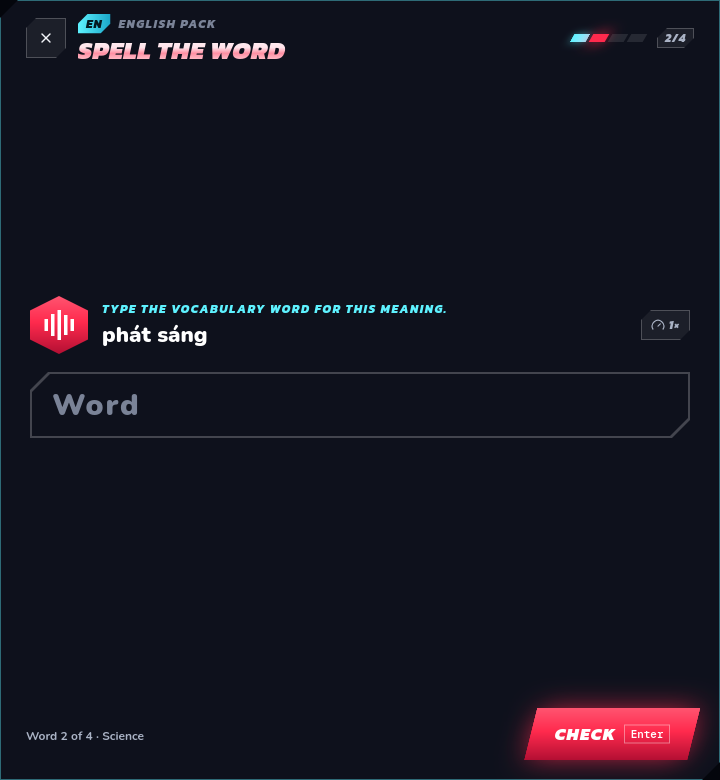 EN ENGLISH PACK
SPELL THE WORD
2/4
TYPE THE VOCABULARY WORD FOR THIS MEANING.
phát sáng
1×
Word
Word 2 of 4 · Science
CHECK Enter